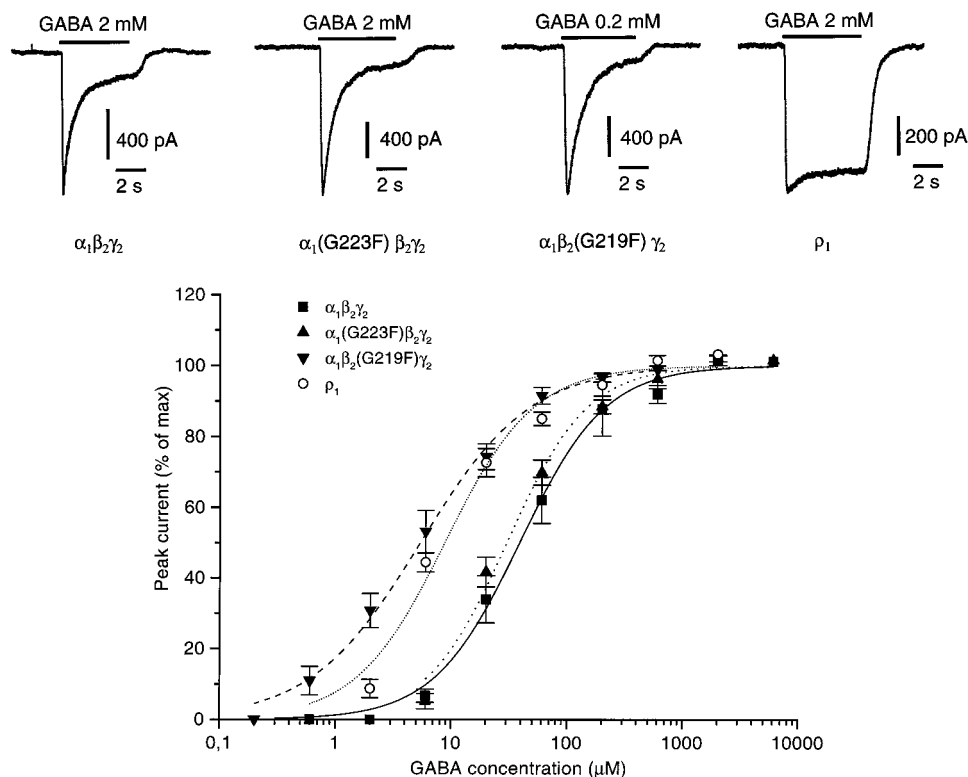 GABA 2 mM
GABA 2 mM
GABA 0.2 mM
GABA 2 mM
400 pA
2 s
400 pA
2 s
400 pA
2 s
200 pA
2 s
α₁β₂γ₂
α₁(G223F) β₂γ₂
α₁β₂(G219F) γ₂
ρ₁
120
100
80
60
40
20
0
Peak current (% of max)
α₁β₂γ₂
α₁(G223F)β₂γ₂
α₁β₂(G219F)γ₂
ρ₁
0,1
1
10
100
1000
10000
GABA concentration (μM)